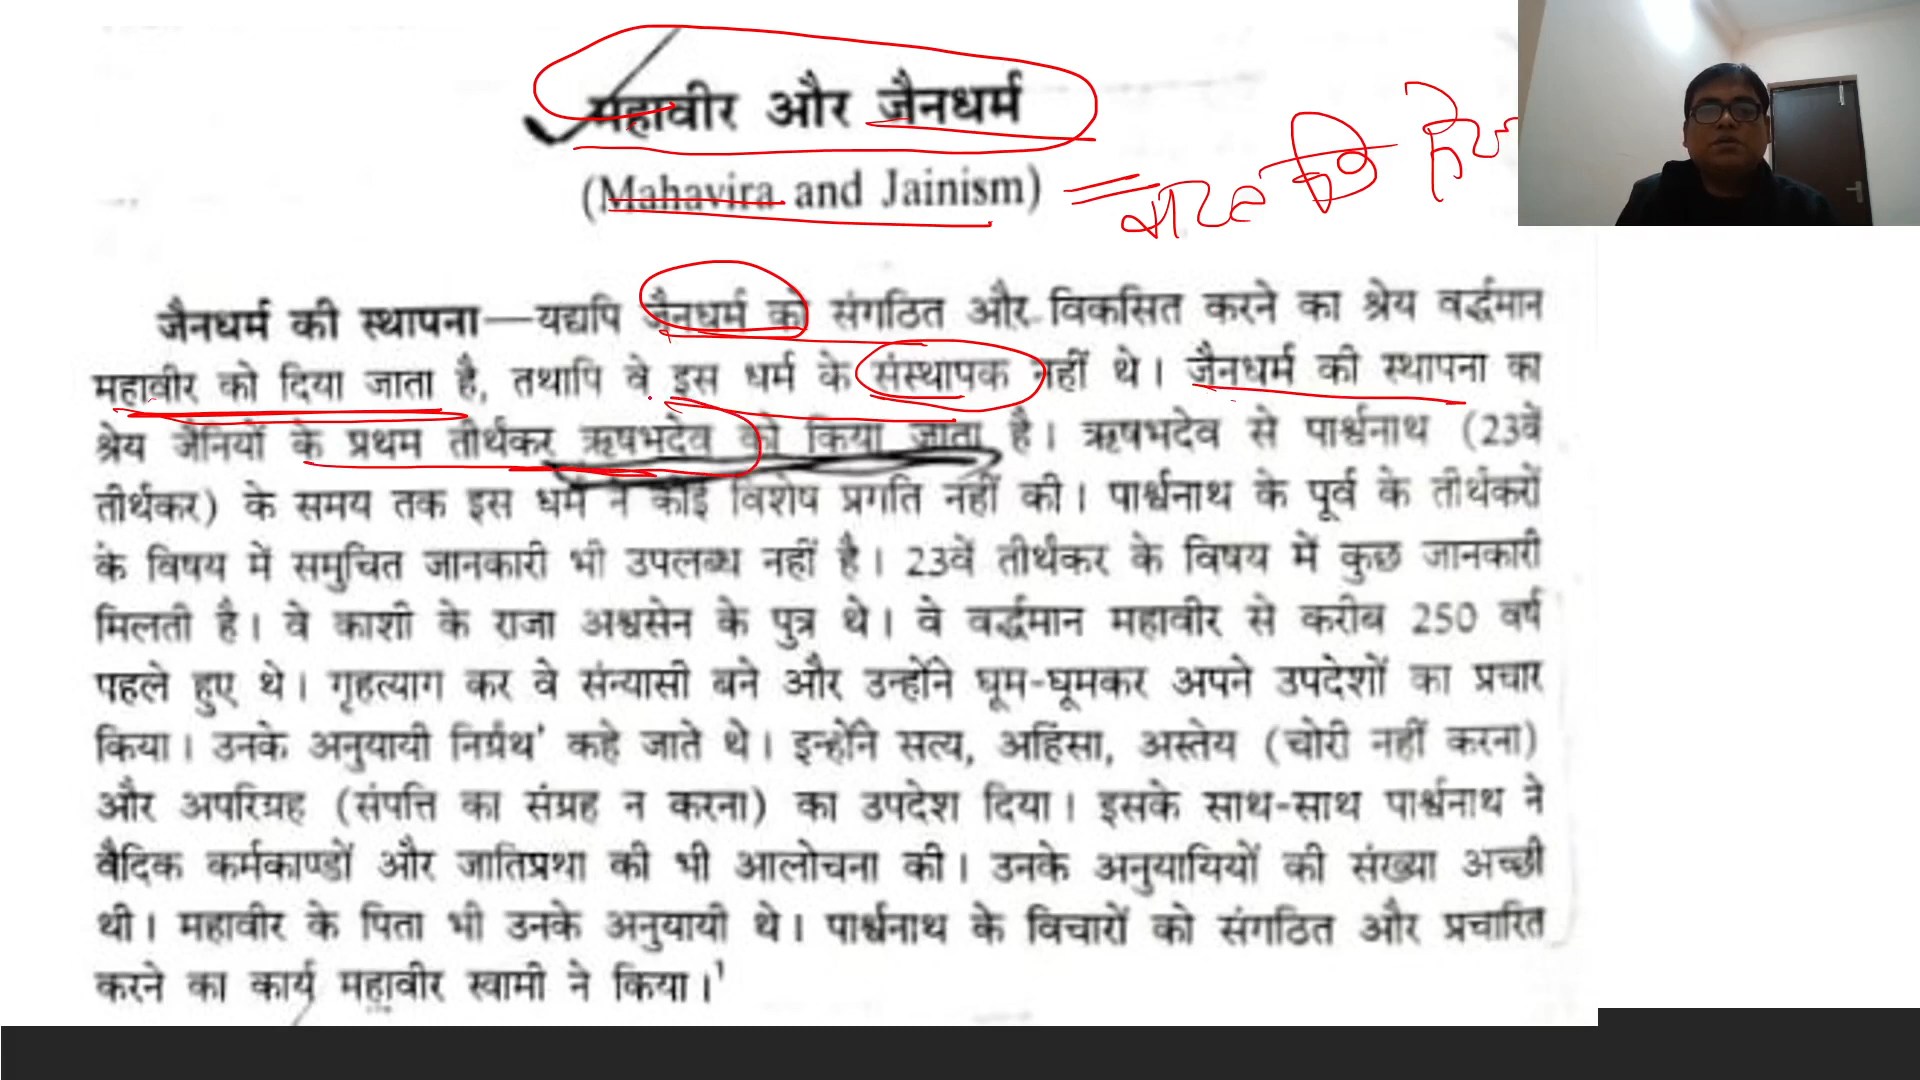 महावीर और जैनधर्म
(Mahavira and Jainism)
जैनधर्म की स्थापना—यद्यपि जैनधर्म को संगठित और विकसित करने का श्रेय वर्द्धमान
महावीर को दिया जाता है, तथापि वे इस धर्म के संस्थापक नहीं थे। जैनधर्म की स्थापना का
श्रेय जैनियों के प्रथम तीर्थंकर ऋषभदेव को किया जाता है। ऋषभदेव से पार्श्वनाथ (23वें
तीर्थंकर) के समय तक इस धर्म ने कोई विशेष प्रगति नहीं की। पार्श्वनाथ के पूर्व के तीर्थंकरों
के विषय में समुचित जानकारी भी उपलब्ध नहीं है। 23वें तीर्थंकर के विषय में कुछ जानकारी
मिलती है। वे काशी के राजा अश्वसेन के पुत्र थे। वे वर्द्धमान महावीर से करीब 250 वर्ष
पहले हुए थे। गृहत्याग कर वे संन्यासी बने और उन्होंने घूम-घूमकर अपने उपदेशों का प्रचार
किया। उनके अनुयायी निर्ग्रंथ' कहे जाते थे। इन्होंने सत्य, अहिंसा, अस्तेय (चोरी नहीं करना)
और अपरिग्रह (संपत्ति का संग्रह न करना) का उपदेश दिया। इसके साथ-साथ पार्श्वनाथ ने
वैदिक कर्मकाण्डों और जातिप्रथा की भी आलोचना की। उनके अनुयायियों की संख्या अच्छी
थी। महावीर के पिता भी उनके अनुयायी थे। पार्श्वनाथ के विचारों को संगठित और प्रचारित
करने का कार्य महावीर स्वामी ने किया।¹